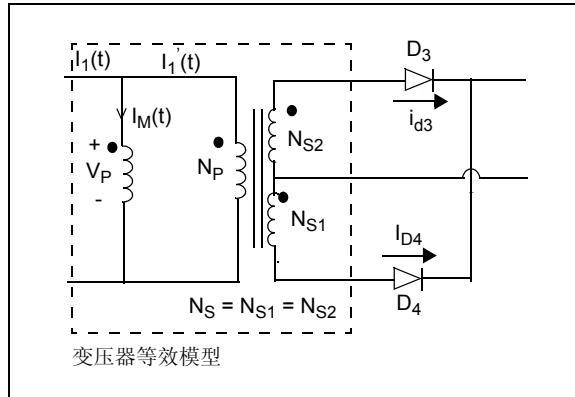 I1(t)
I1'(t)
D3
IM(t)
id3
+
VP
-
NP
NS2
NS1
ID4
D4
NS = NS1 = NS2
变压器等效模型